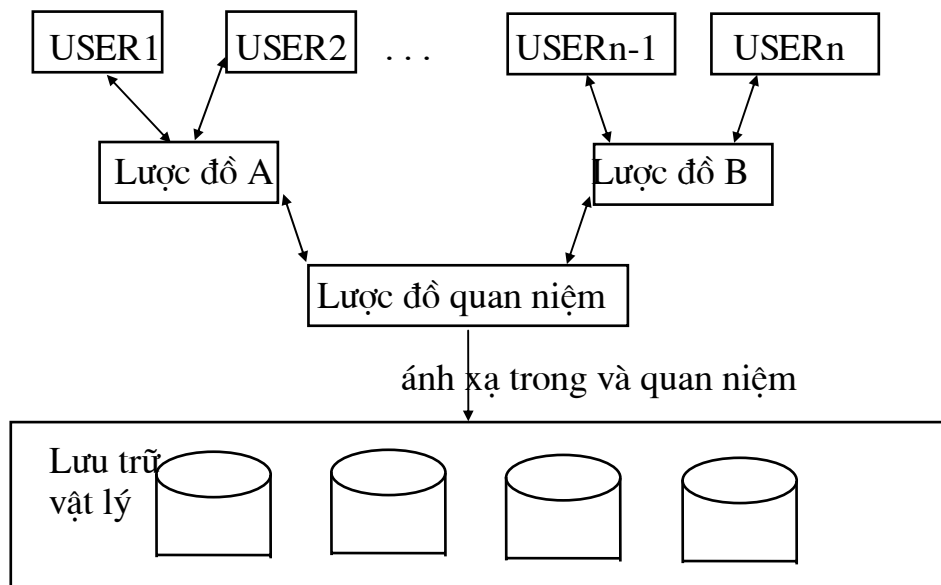 USER1 USER2 . . . USERn-1 USERn
Lược đồ A Lược đồ B
Lược đồ quan niệm
ánh xạ trong và quan niệm
Lưu trữ
vật lý